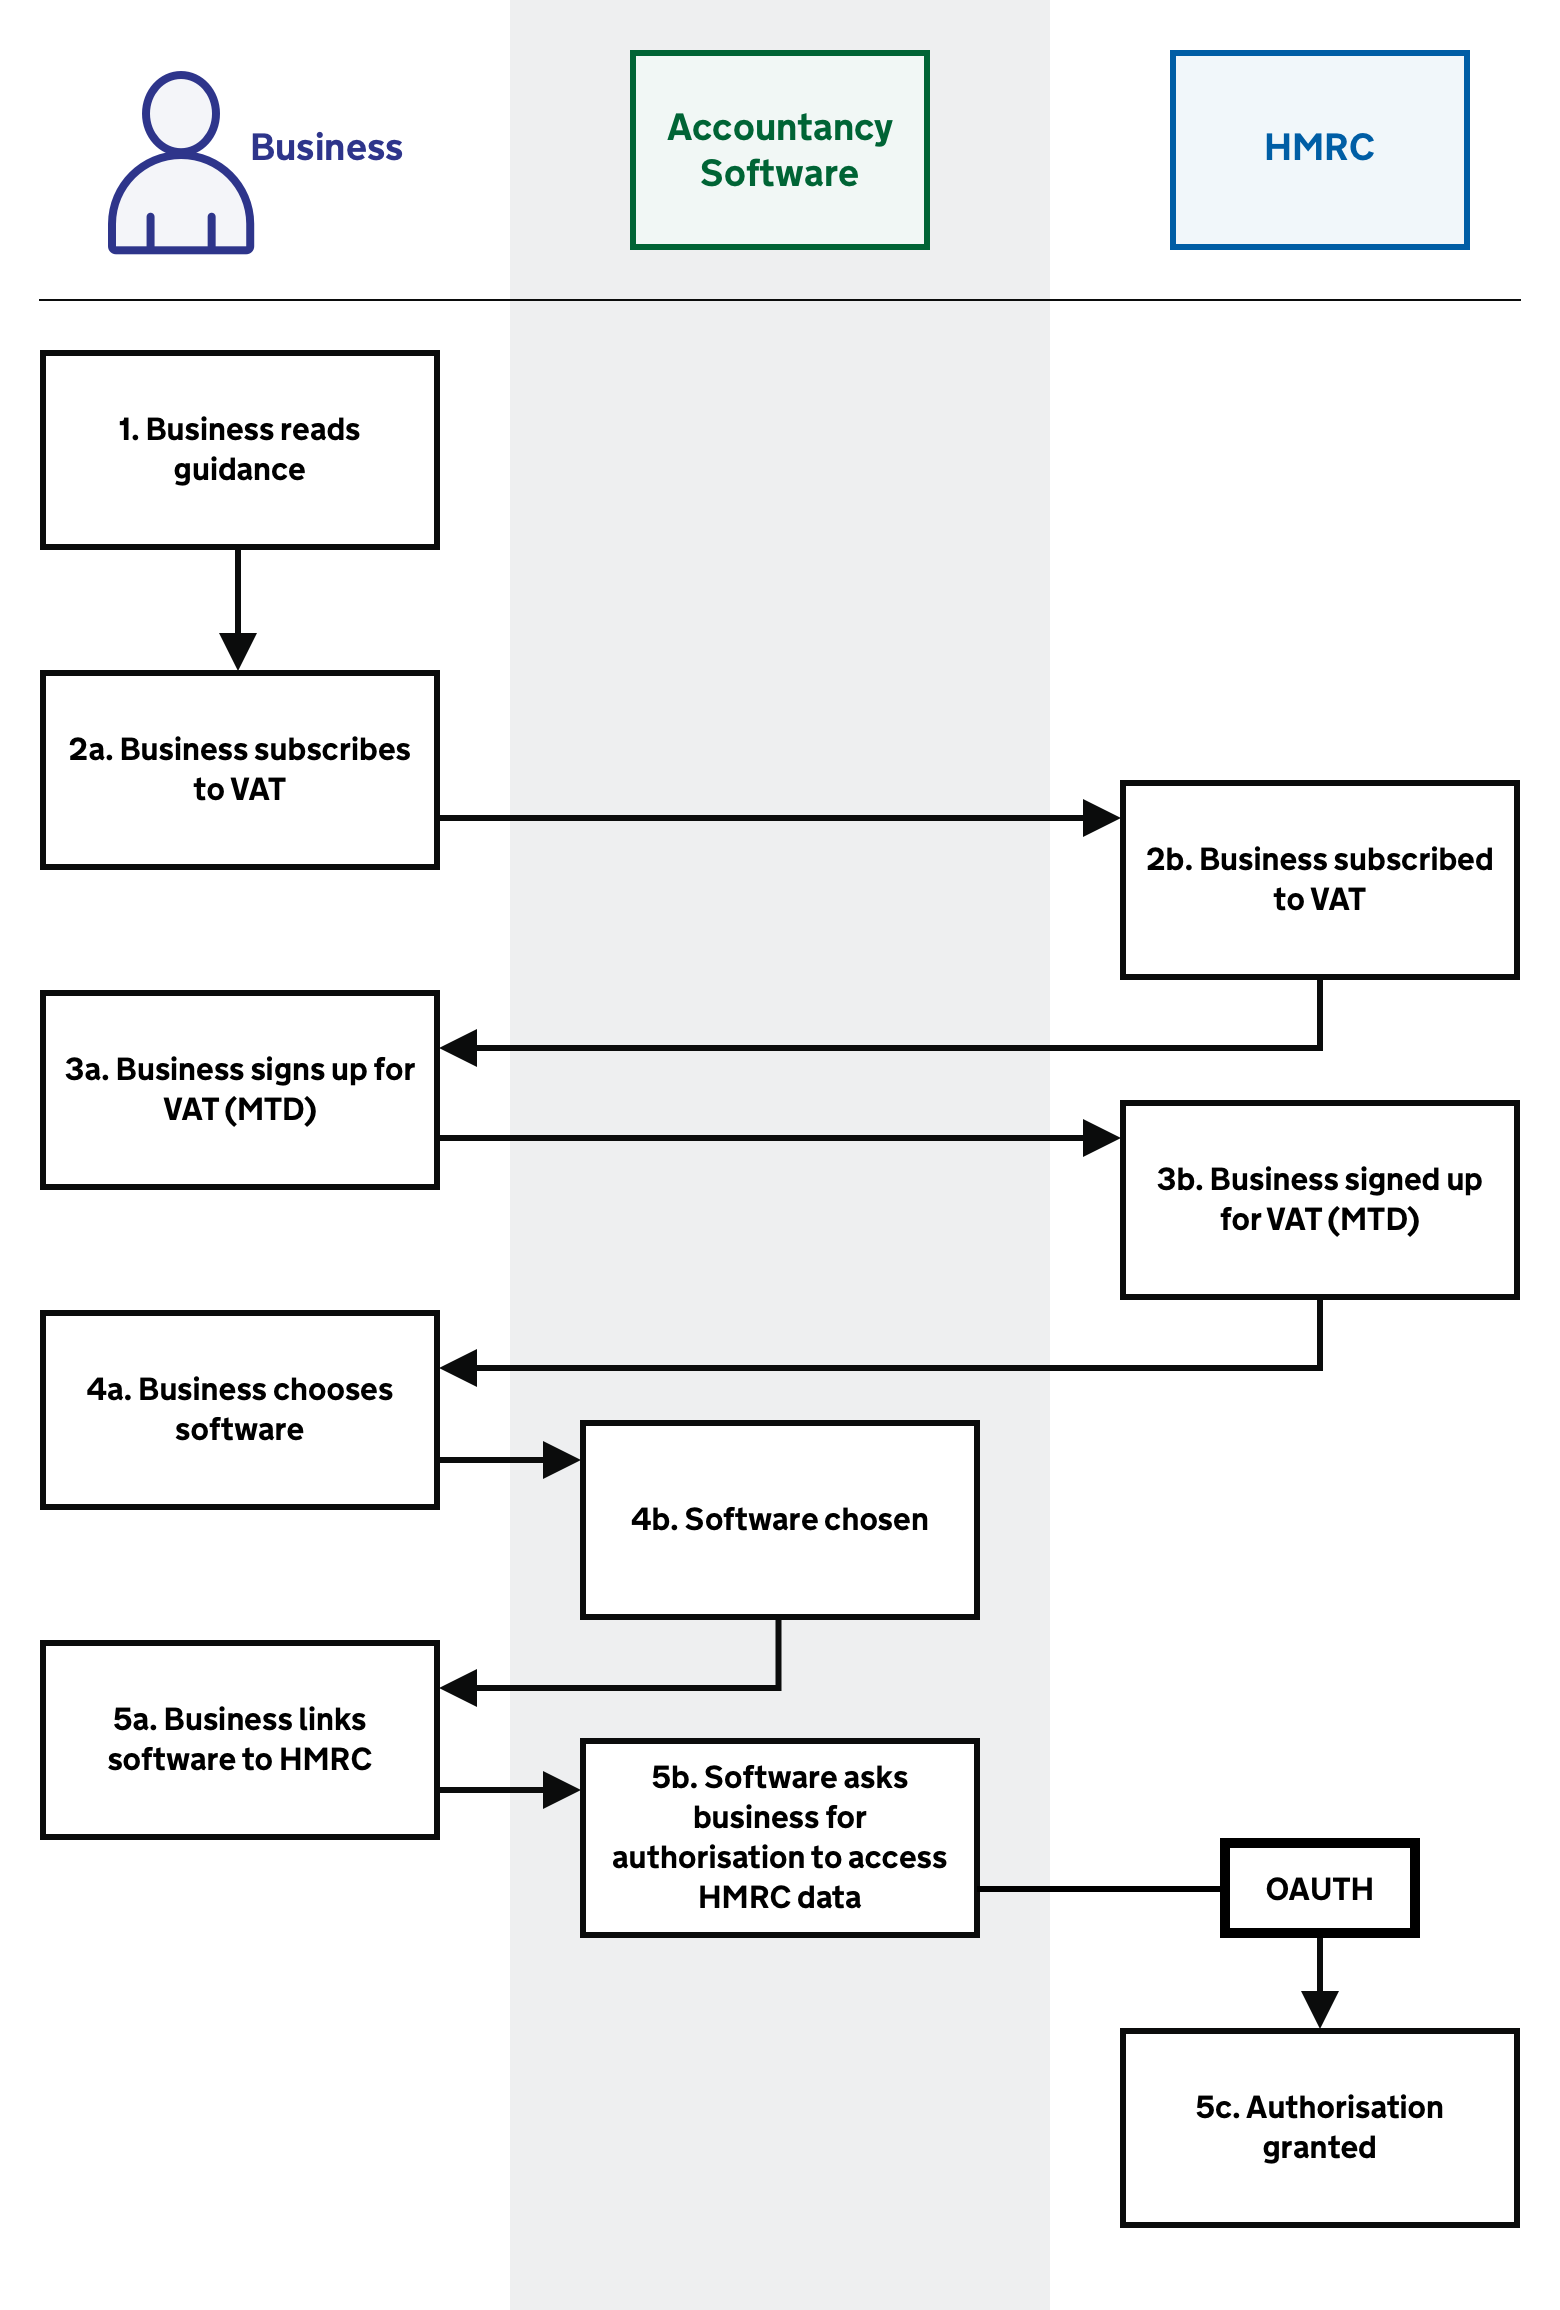 Business
Accountancy
Software
HMRC
1. Business reads
guidance
2a. Business subscribes
to VAT
2b. Business subscribed
to VAT
3a. Business signs up for
VAT (MTD)
3b. Business signed up
for VAT (MTD)
4a. Business chooses
software
4b. Software chosen
5a. Business links
software to HMRC
5b. Software asks
business for
authorisation to access
HMRC data
OAUTH
5c. Authorisation
granted